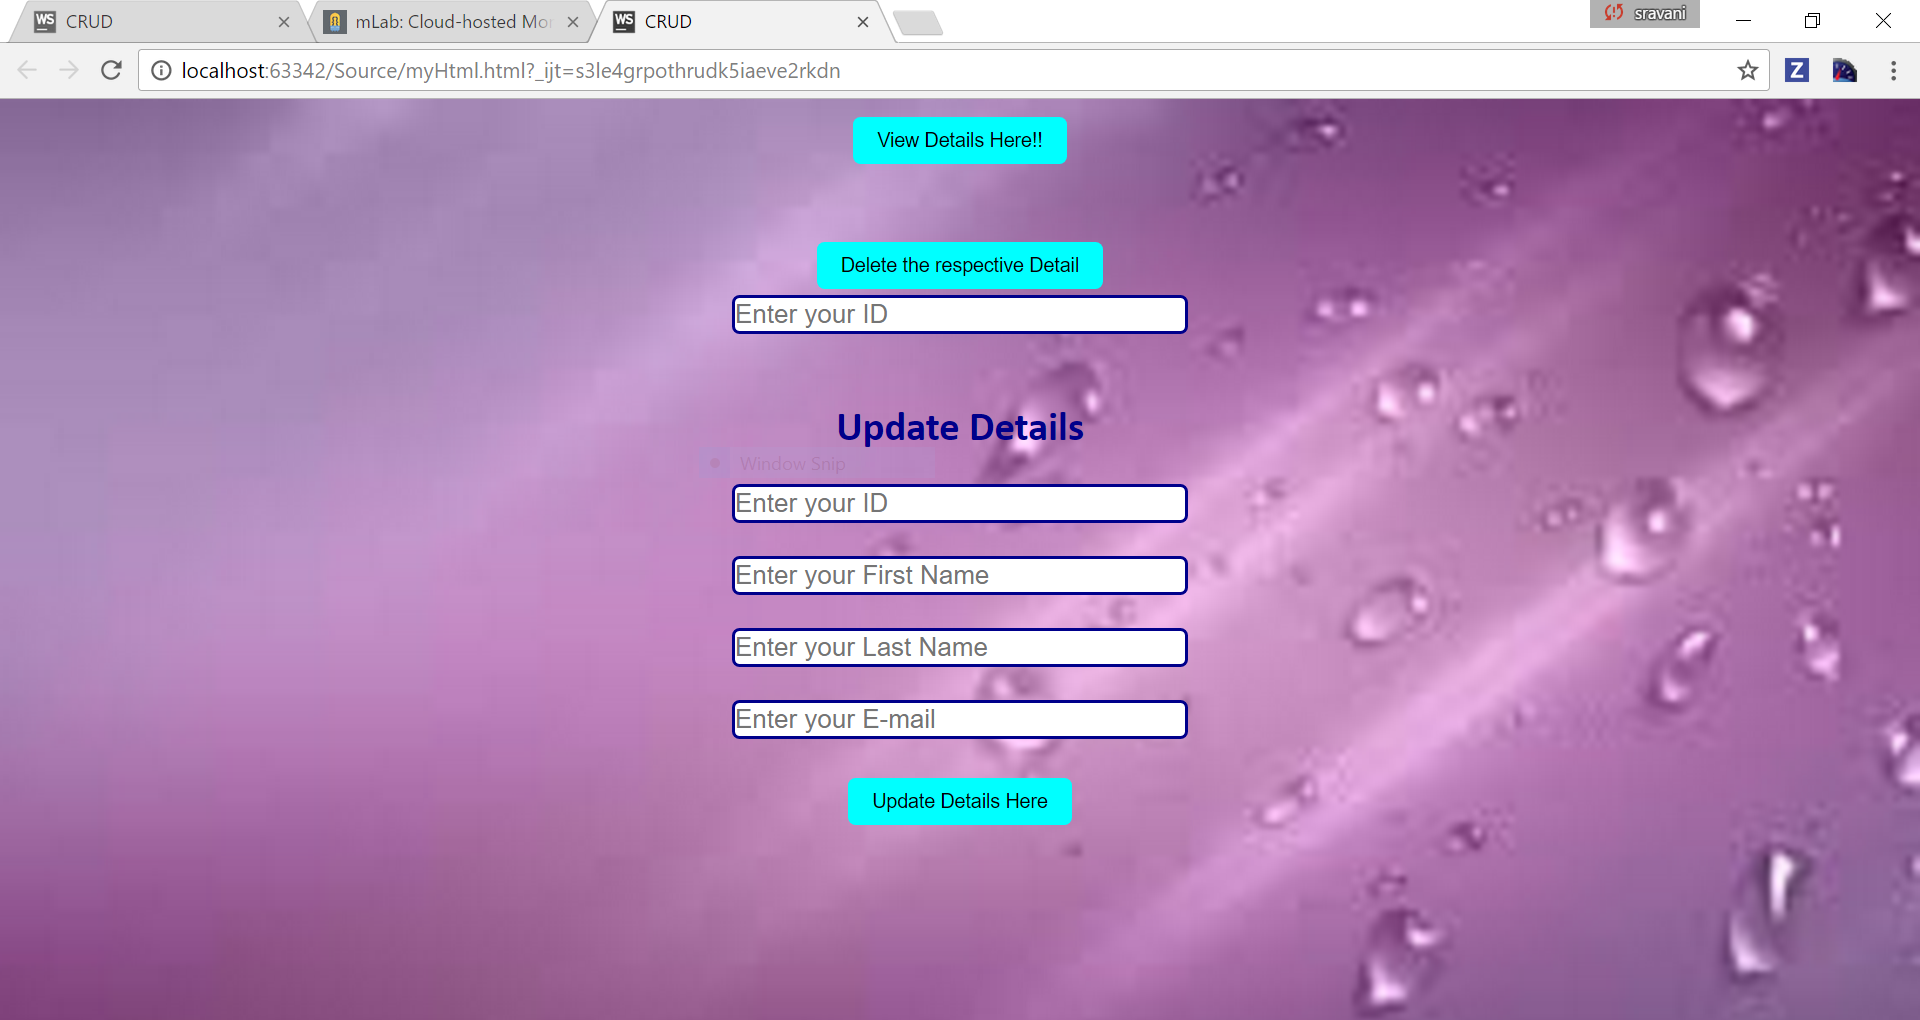 WS CRUD
mLab: Cloud-hosted Mo
WS CRUD
sravani
localhost:63342/Source/myHtml.html?_ijt=s3le4grpothrudk5iaeve2rkdn
Z
View Details Here!!
Delete the respective Detail
Enter your ID
Update Details
Window Snip
Enter your ID
Enter your First Name
Enter your Last Name
Enter your E-mail
Update Details Here